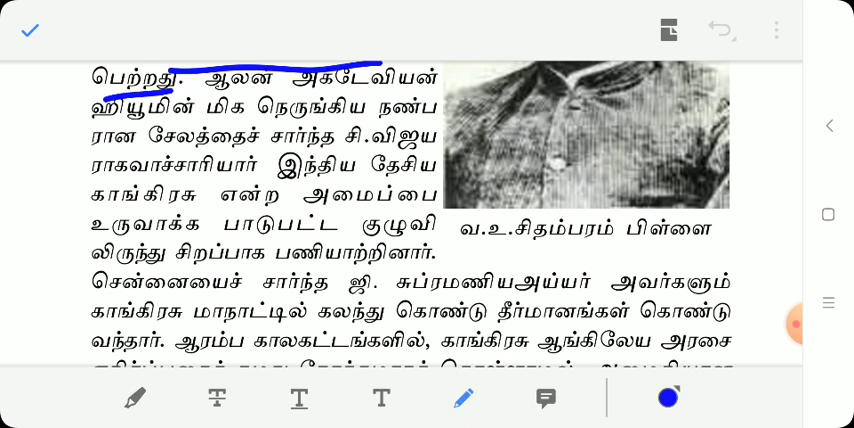 பெற்றது. ஆலன் அக்டேவியன்
ஹியூமின் மிக நெருங்கிய நண்ப
ரான சேலத்தைச் சார்ந்த சி.விஜய
ராகவாச்சாரியார் இந்திய தேசிய
காங்கிரசு என்ற அமைப்பை
உருவாக்க பாடுபட்ட குழுவி
லிருந்து சிறப்பாக பணியாற்றினார்.
வ.உ.சிதம்பரம் பிள்ளை
சென்னையைச் சார்ந்த ஜி. சுப்ரமணியஅய்யர் அவர்களும்
காங்கிரசு மாநாட்டில் கலந்து கொண்டு தீர்மானங்கள் கொண்டு
வந்தார். ஆரம்ப காலகட்டங்களில், காங்கிரசு ஆங்கிலேய அரசை